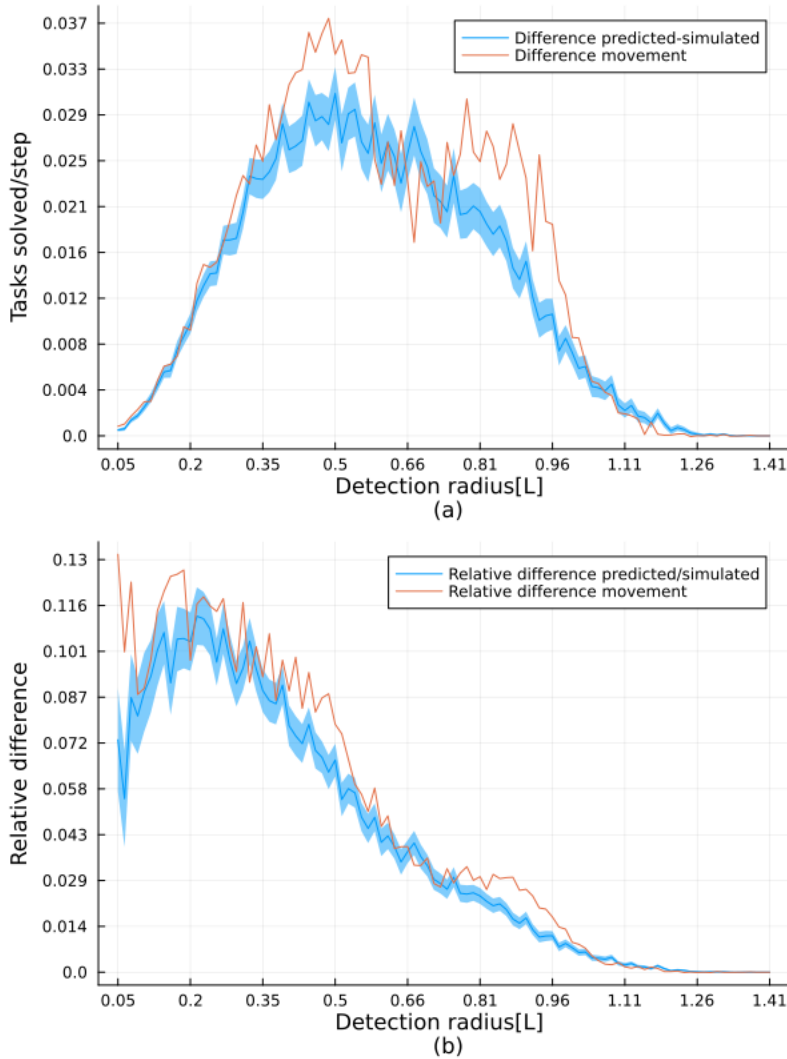 0.037
0.033
0.029
0.025
0.021
0.016
0.012
0.008
0.004
0.0
Tasks solved/step
Difference predicted-simulated
Difference movement
0.05 0.2 0.35 0.5 0.66 0.81 0.96 1.11 1.26 1.41
Detection radius[L]
(a)
0.13
0.116
0.101
0.087
0.072
0.058
0.043
0.029
0.014
0.0
Relative difference
Relative difference predicted/simulated
Relative difference movement
0.05 0.2 0.35 0.5 0.66 0.81 0.96 1.11 1.26 1.41
Detection radius[L]
(b)